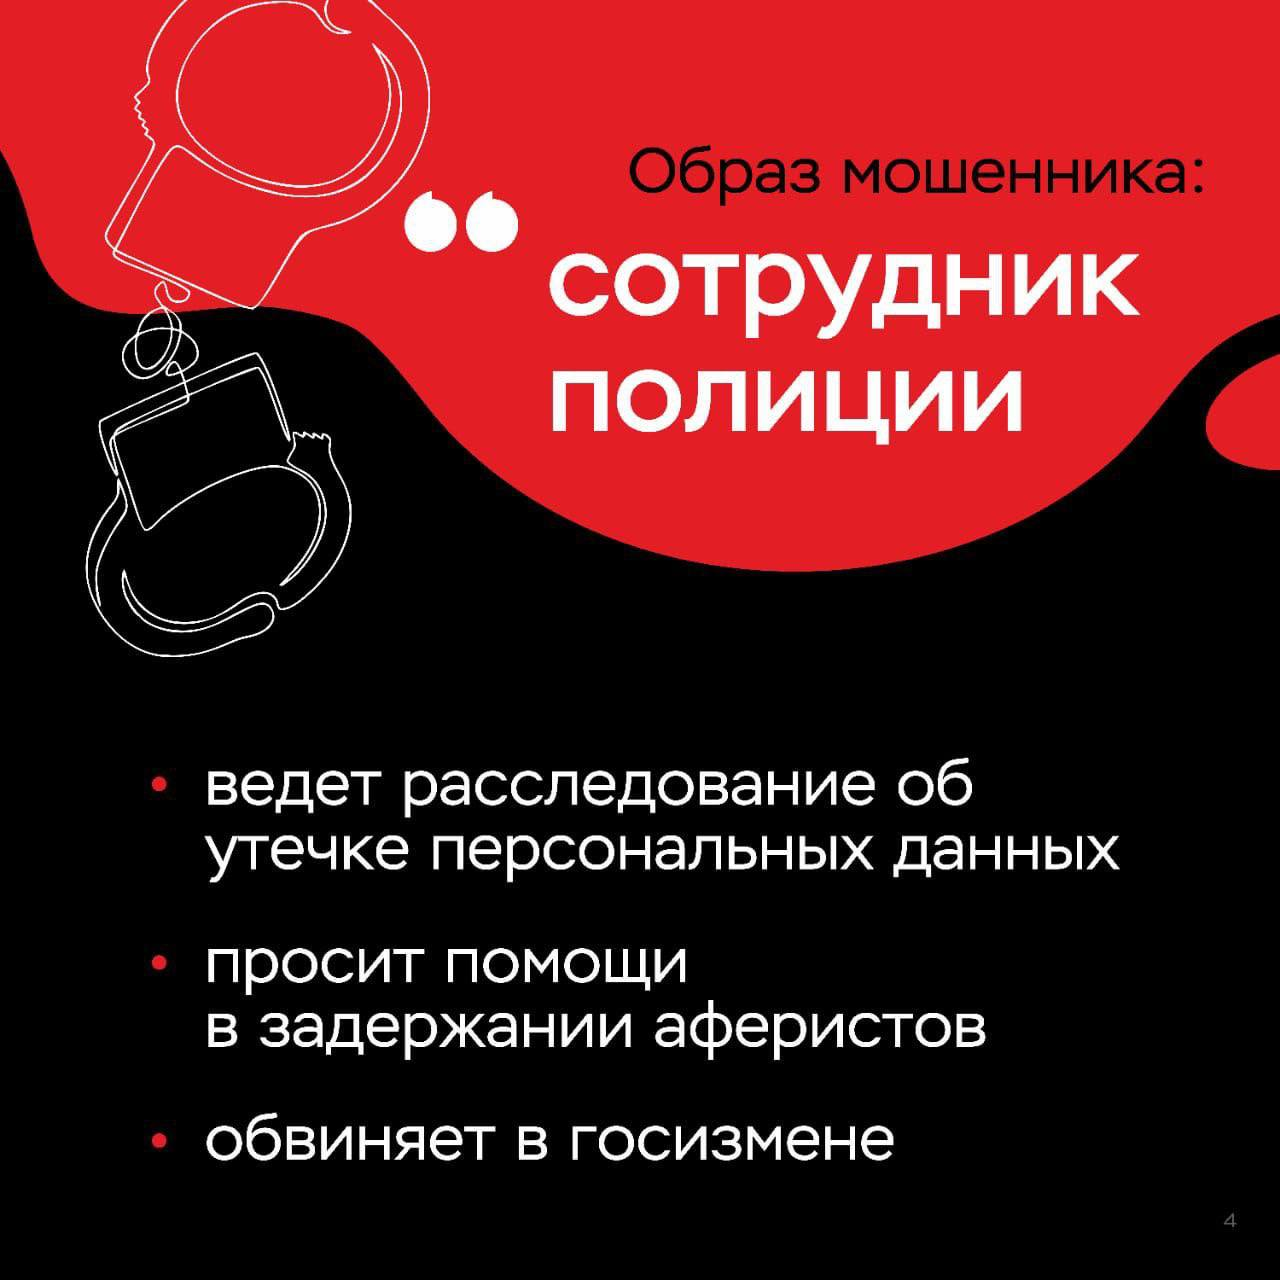 Образ мошенника:
“ сотрудник
полиции
• ведет расследование об
утечке персональных данных
• просит помощи
в задержании аферистов
• обвиняет в госизмене
4